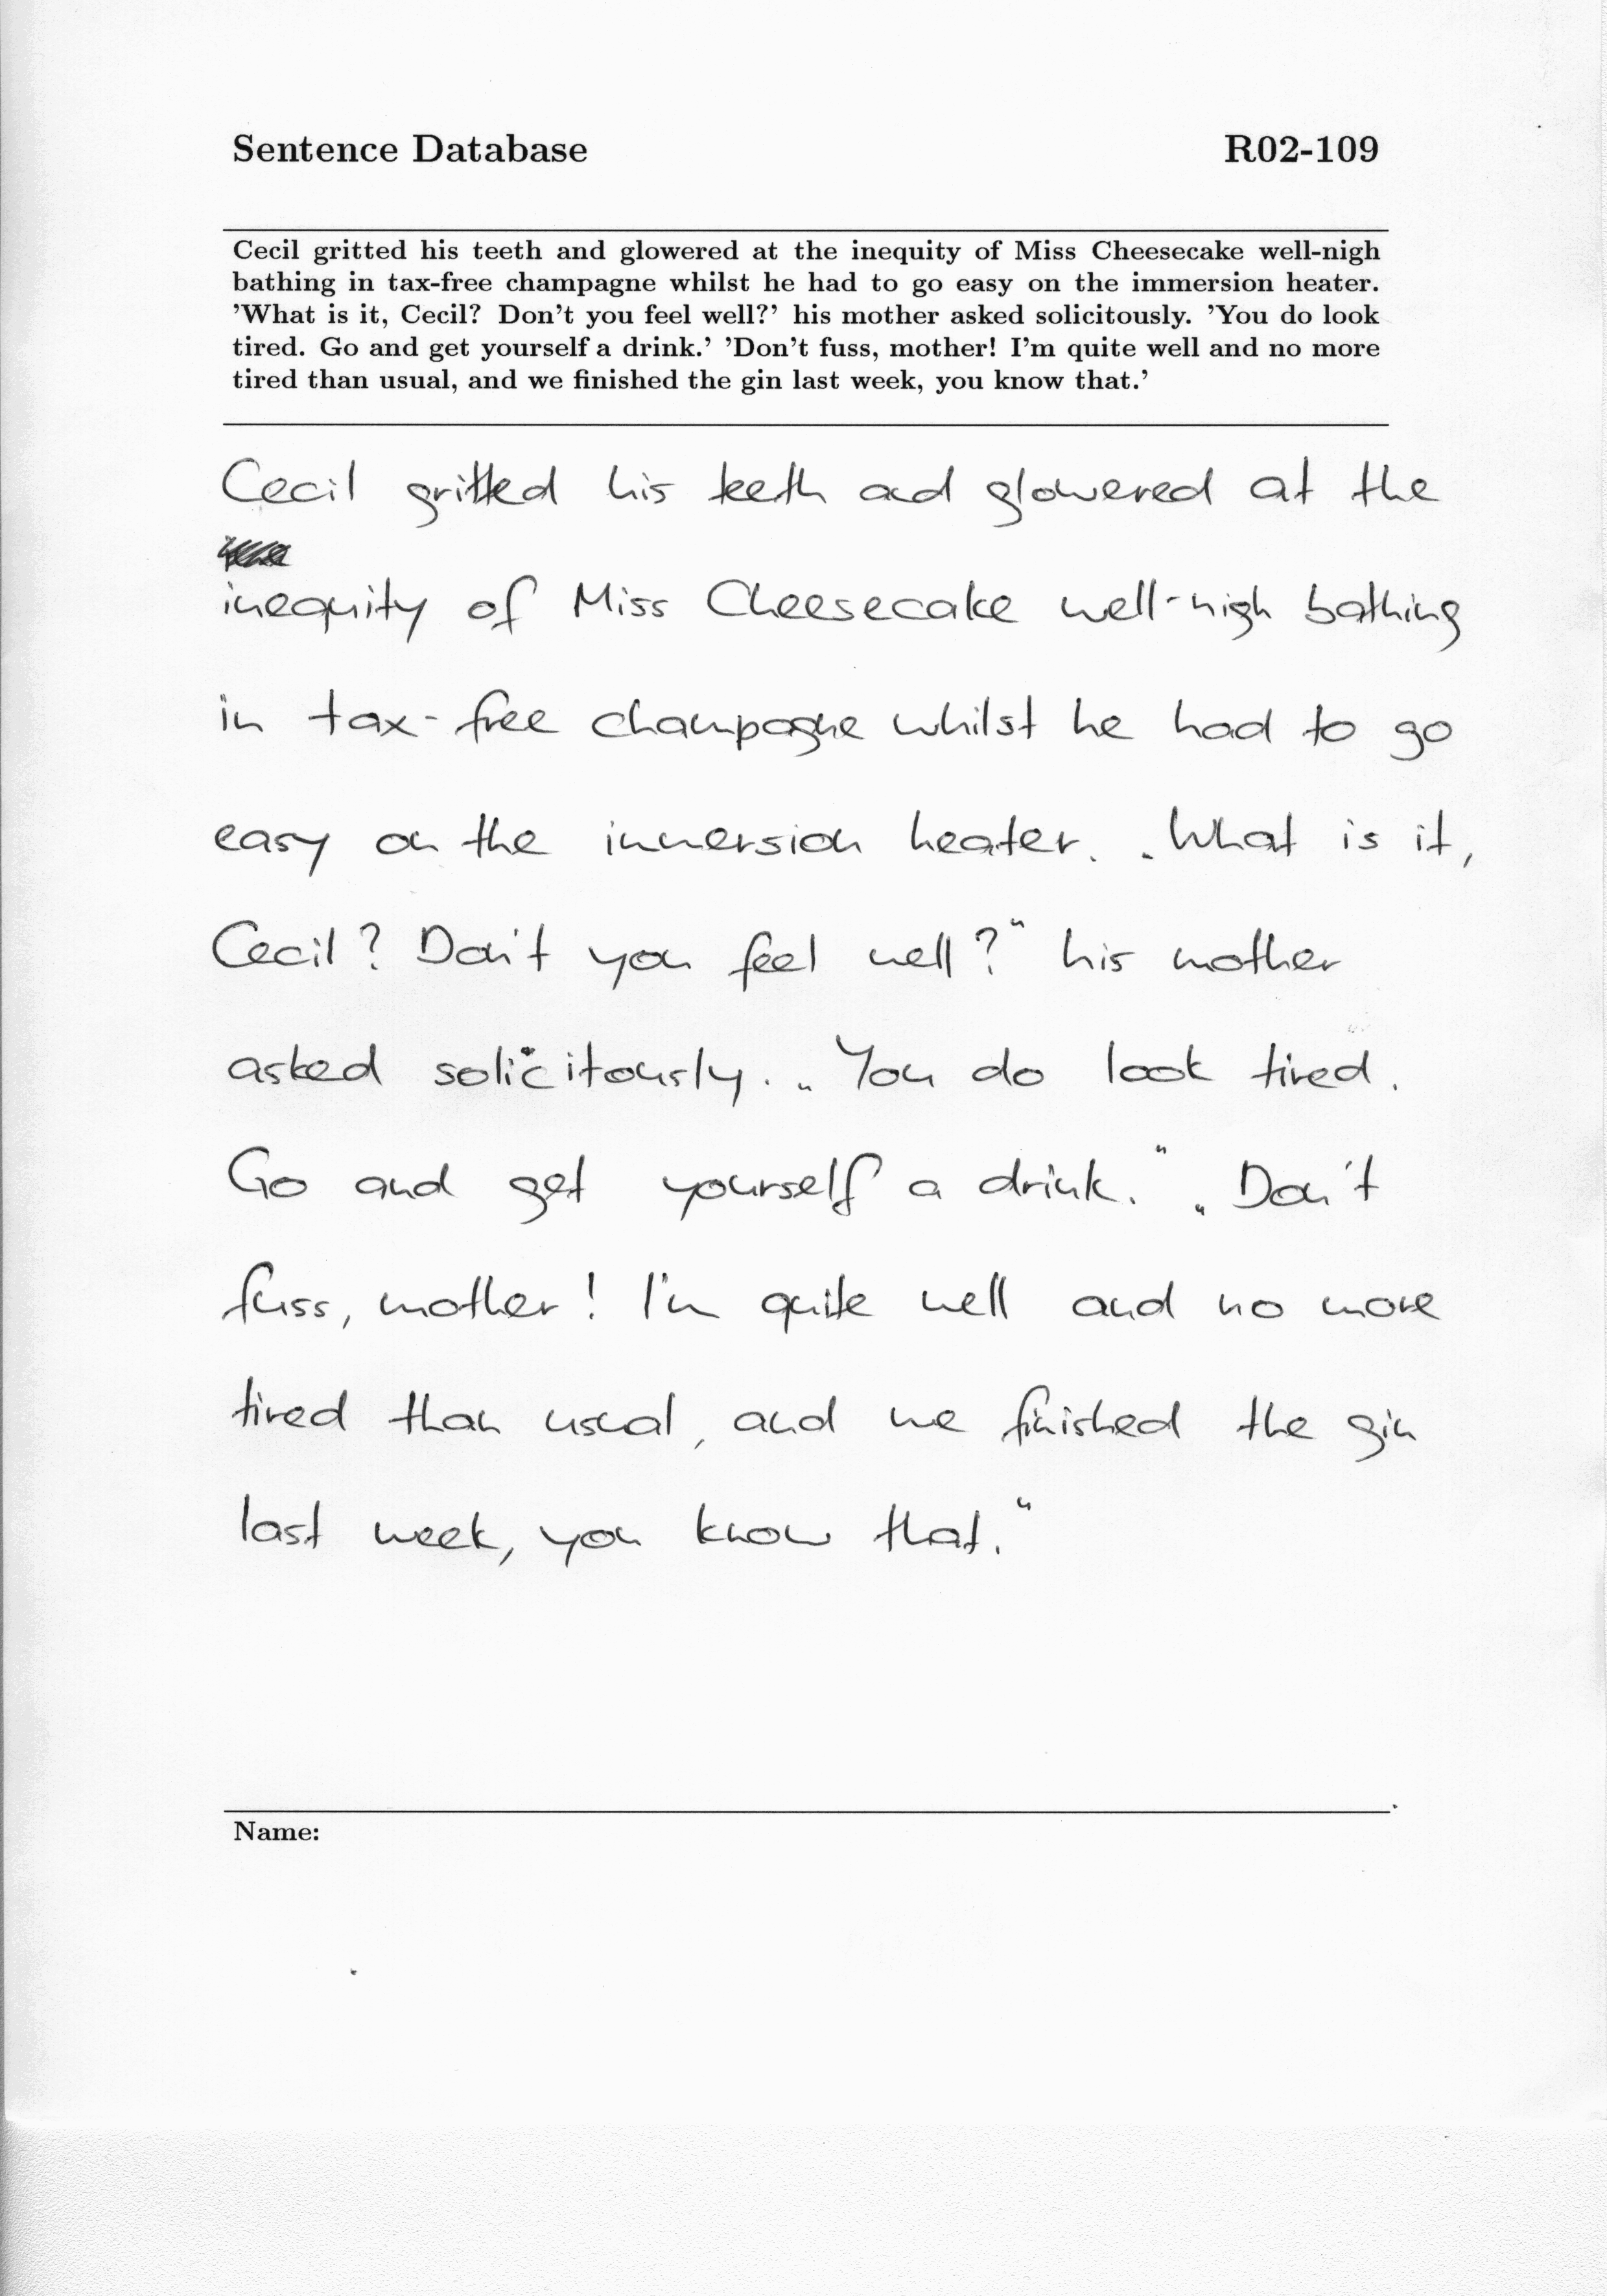 Sentence Database R02-109
Cecil gritted his teeth and glowered at the inequity of Miss Cheesecake well-nigh
bathing in tax-free champagne whilst he had to go easy on the immersion heater.
'What is it, Cecil? Don't you feel well?' his mother asked solicitously. 'You do look
tired. Go and get yourself a drink.' 'Don't fuss, mother! I'm quite well and no more
tired than usual, and we finished the gin last week, you know that.'
Cecil gritted his teeth and glowered at the
inequity of Miss Cheesecake well-nigh bathing
in tax-free champagne whilst he had to go
easy on the immersion heater. „What is it,
Cecil? Don't you feel well?" his mother
asked solicitously. „You do look tired.
Go and get yourself a drink." „Don't
fuss, mother! I'm quite well and no more
tired than usual, and we finished the gin
last week, you know that."
Name: